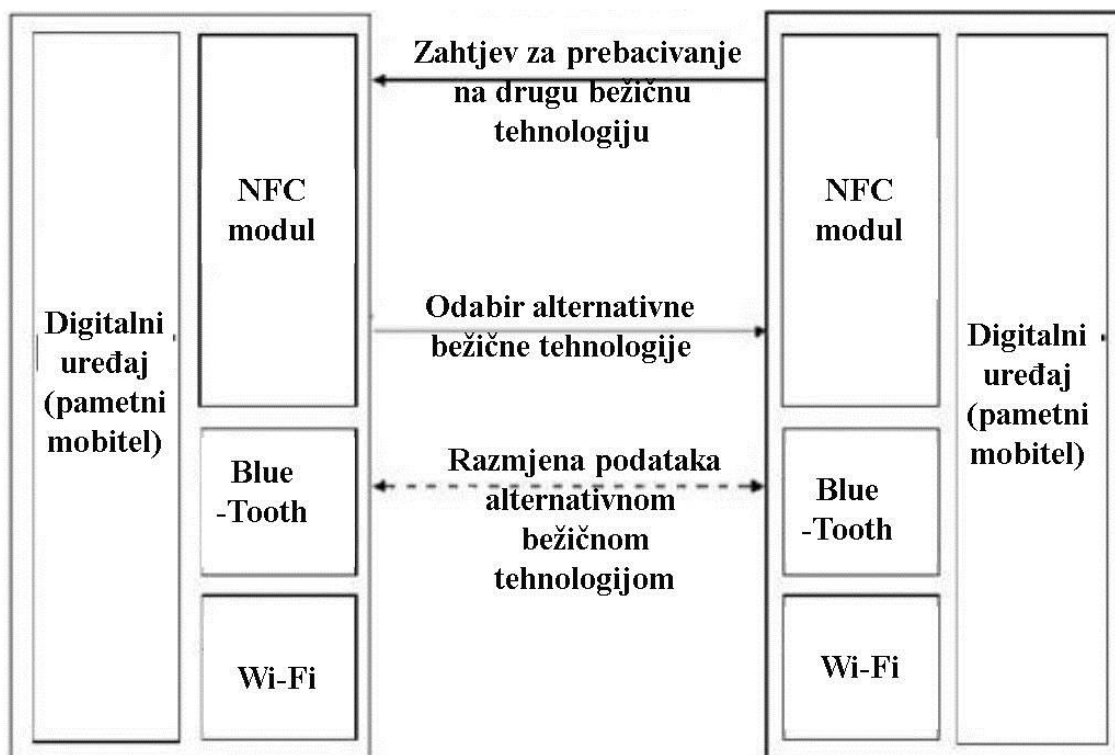 Digitalni
uređaj
(pametni
mobitel)
NFC
modul
Blue
-Tooth
Wi-Fi
Zahtjev za prebacivanje
na drugu bežičnu
tehnologiju
Odabir alternativne
bežične tehnologije
Razmjena podataka
alternativnom
bežičnom
tehnologijom
NFC
modul
Blue
-Tooth
Wi-Fi
Digitalni
uređaj
(pametni
mobitel)